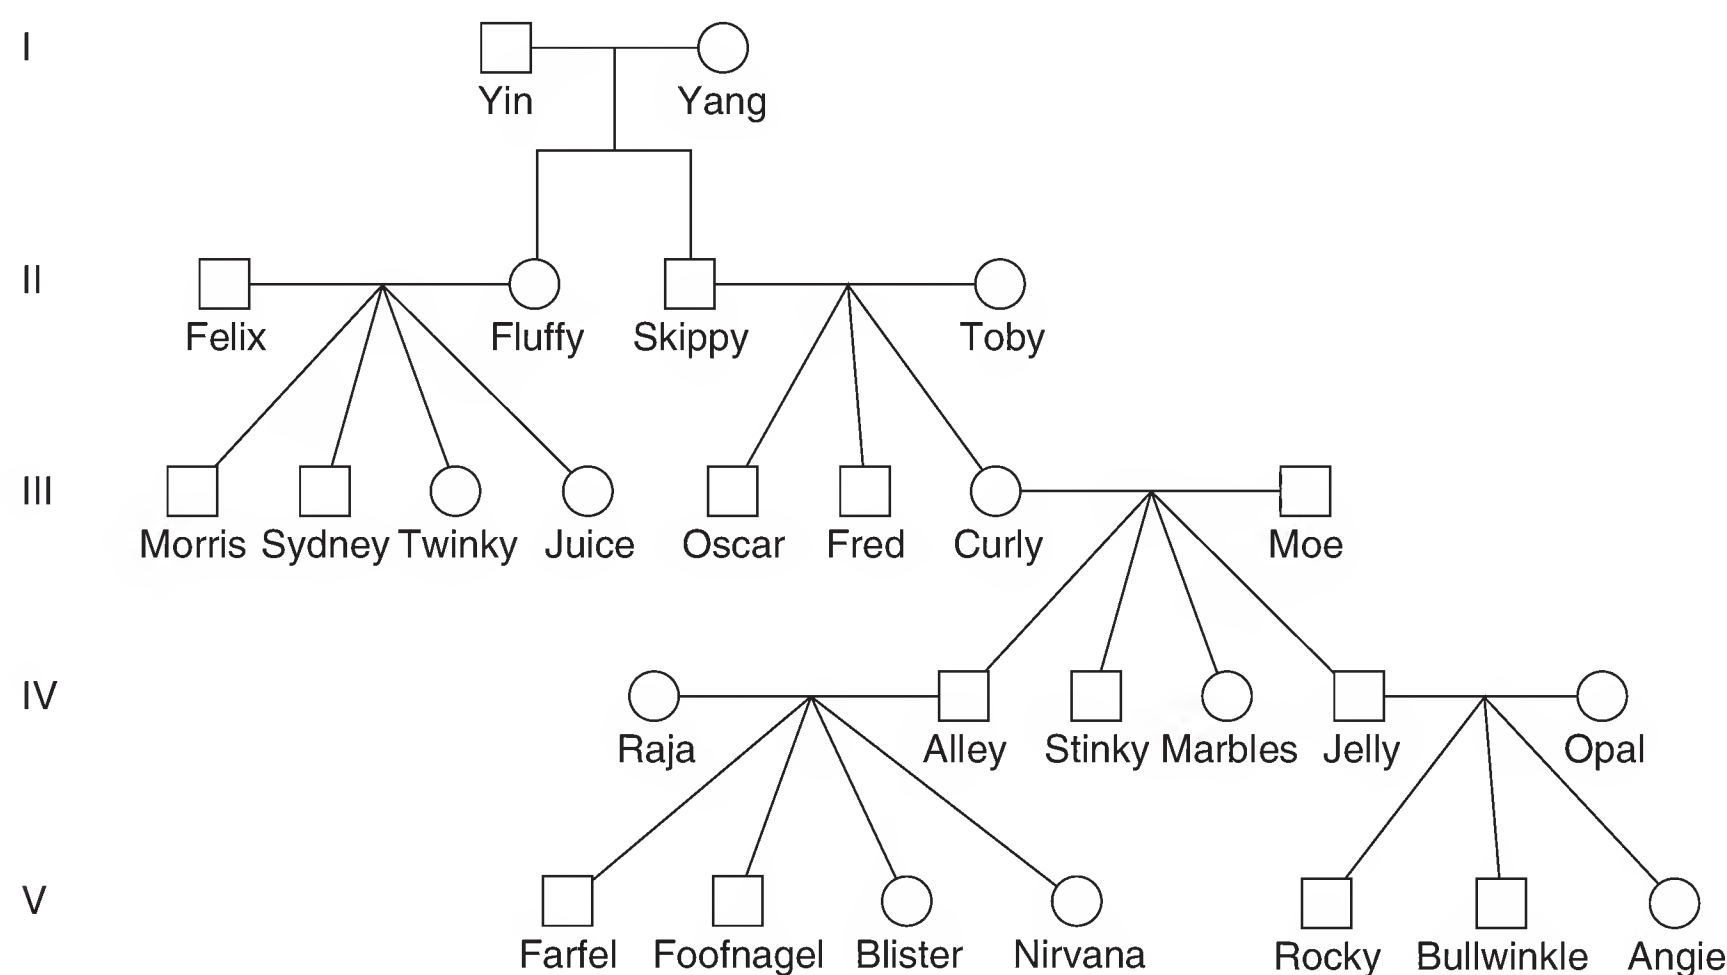 I
Yin Yang
II
Felix Fluffy Skippy Toby
III
Morris Sydney Twinky Juice Oscar Fred Curly Moe
IV
Raja Alley Stinky Marbles Jelly Opal
V
Farfel Foofnagel Blister Nirvana Rocky Bullwinkle Angie